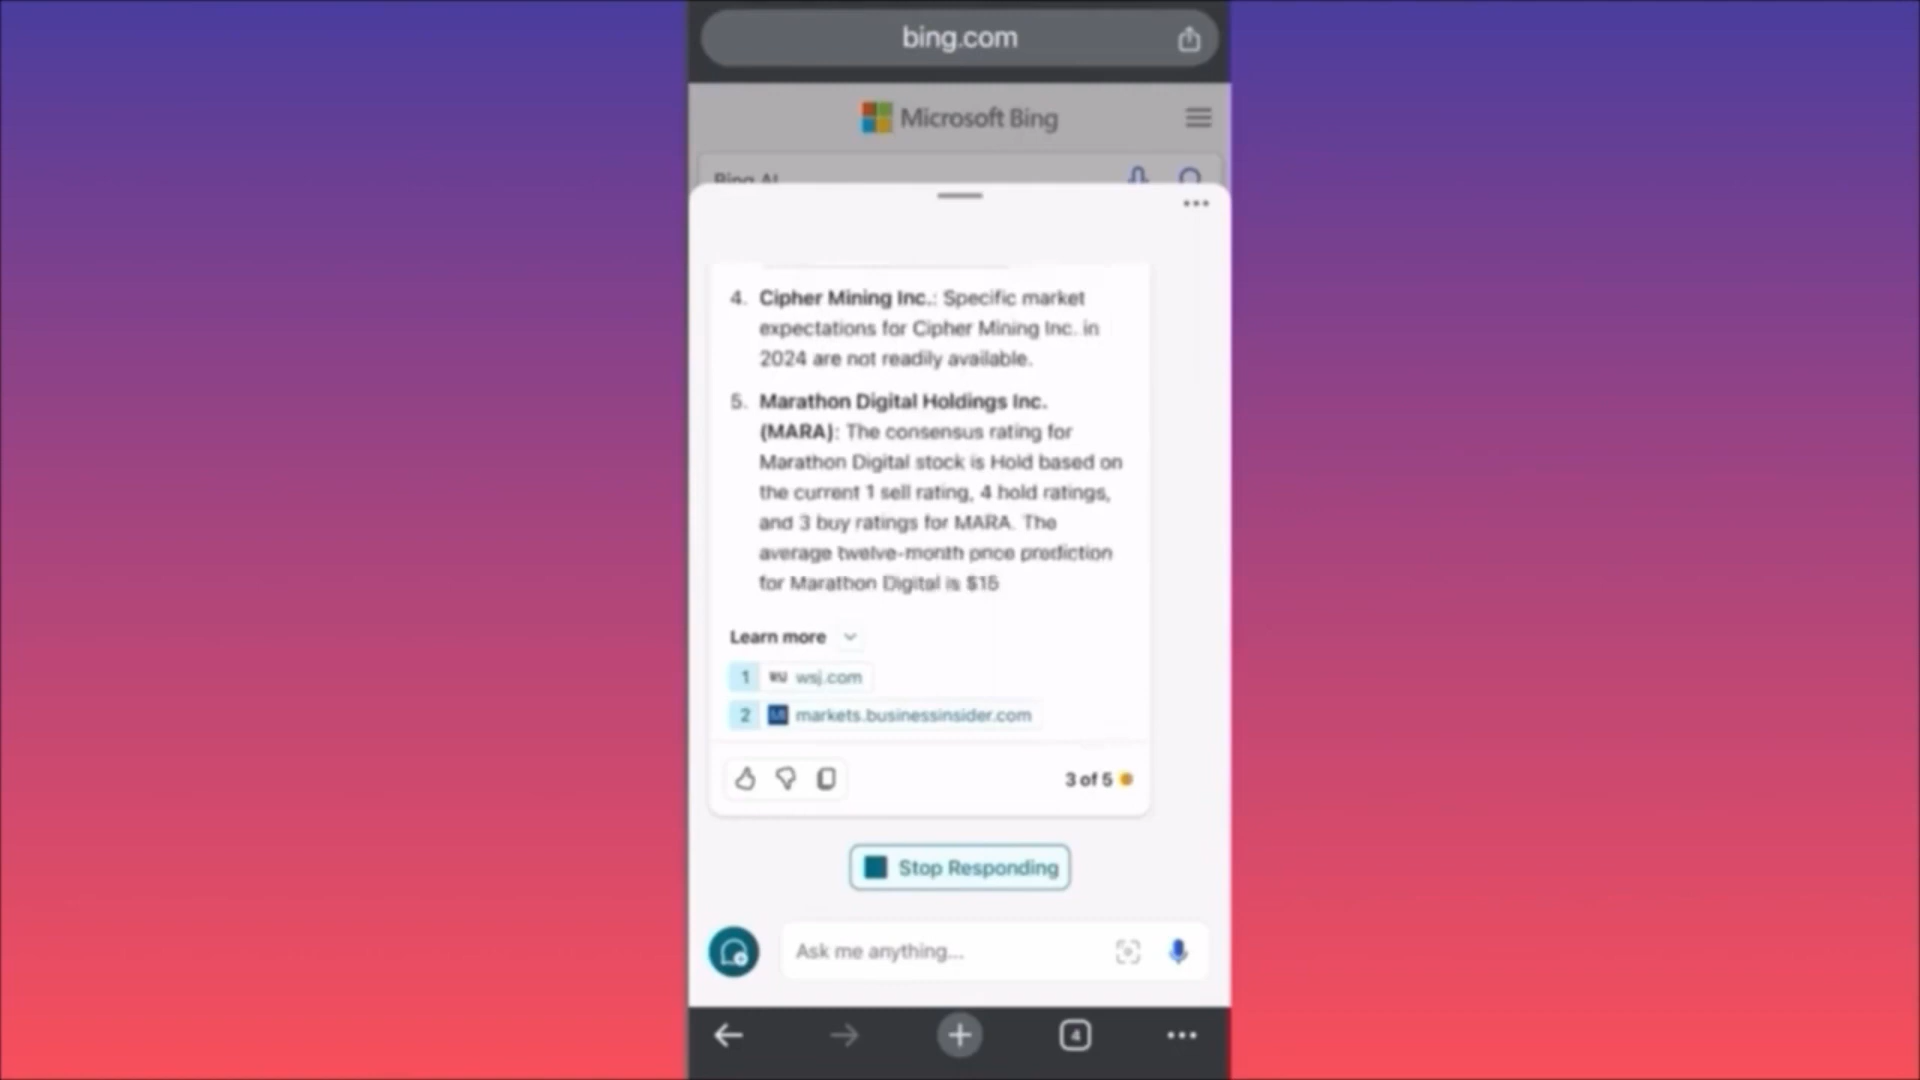 bing.com
Microsoft Bing
Bing AI
4. Cipher Mining Inc.: Specific market
expectations for Cipher Mining Inc. in
2024 are not readily available.
5. Marathon Digital Holdings Inc.
(MARA): The consensus rating for
Marathon Digital stock is Hold based on
the current 1 sell rating, 4 hold ratings,
and 3 buy ratings for MARA. The
average twelve-month price prediction
for Marathon Digital is $15
Learn more
1 WSJ wsj.com
2 markets.businessinsider.com
3 of 5
Stop Responding
Ask me anything...
4